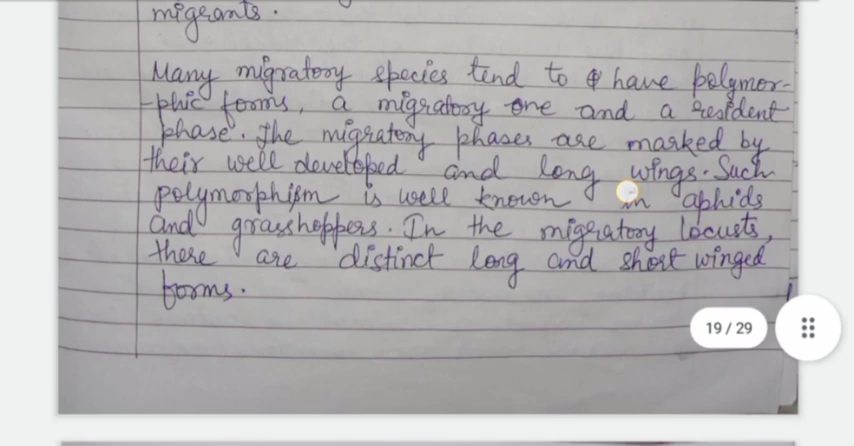 migrants.
Many migratory species tend to have polymor-
-phic forms, a migratory one and a resident
phase. The migratory phases are marked by
their well developed and long wings. Such
polymorphism is well known in aphids
and grasshoppers. In the migratory locusts,
there are distinct long and short winged
forms.
19 / 29